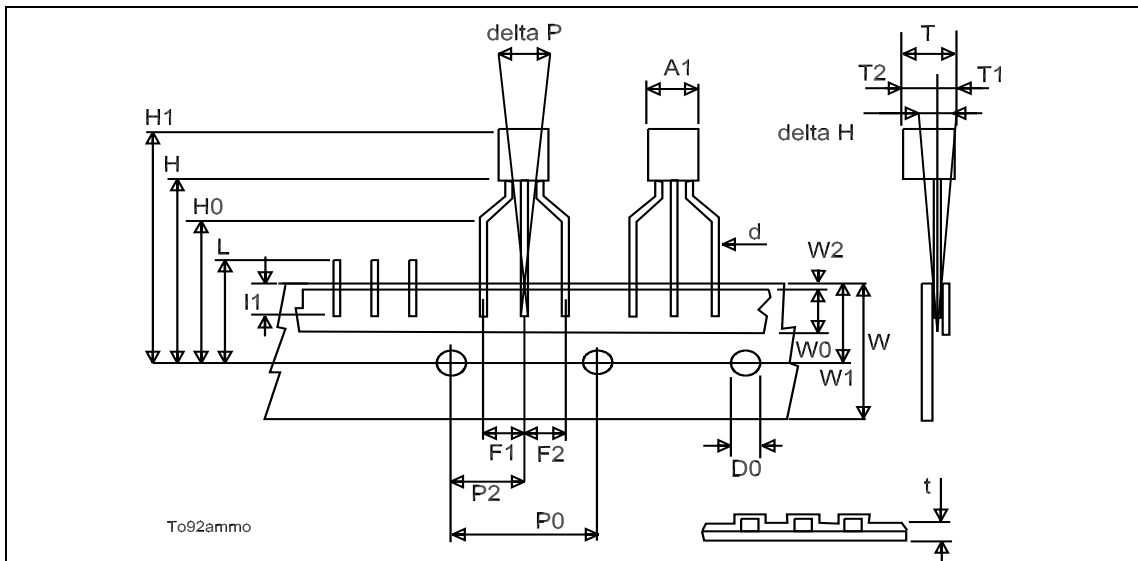 delta P
T
A1
T2
T1
H1
delta H
H
H0
d
L
W2
I1
W0
W
W1
F1
F2
D0
P2
t
P0
To92ammo